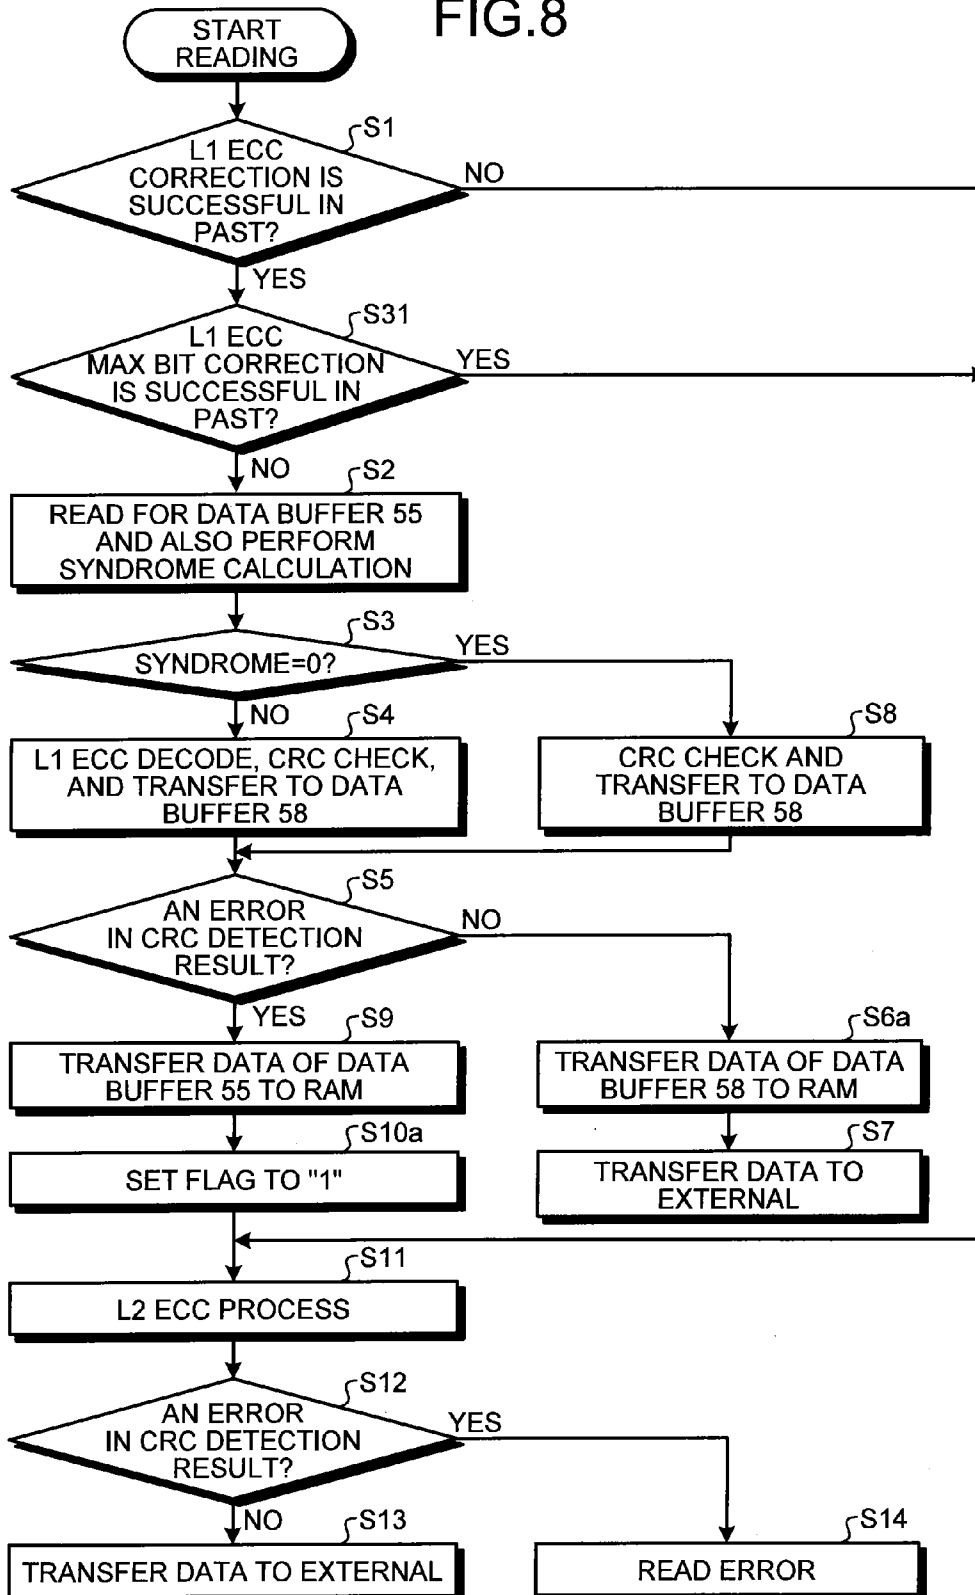 FIG.8
START
READING
S1
L1 ECC
CORRECTION IS
SUCCESSFUL IN
PAST?
NO
YES
S31
L1 ECC
MAX BIT CORRECTION
IS SUCCESSFUL IN
PAST?
YES
NO
S2
READ FOR DATA BUFFER 55
AND ALSO PERFORM
SYNDROME CALCULATION
S3
SYNDROME=0?
YES
NO
S4
L1 ECC DECODE, CRC CHECK,
AND TRANSFER TO DATA
BUFFER 58
S8
CRC CHECK AND
TRANSFER TO DATA
BUFFER 58
S5
AN ERROR
IN CRC DETECTION
RESULT?
NO
YES
S9
TRANSFER DATA OF DATA
BUFFER 55 TO RAM
S6a
TRANSFER DATA OF DATA
BUFFER 58 TO RAM
S10a
SET FLAG TO "1"
S7
TRANSFER DATA TO
EXTERNAL
S11
L2 ECC PROCESS
S12
AN ERROR
IN CRC DETECTION
RESULT?
YES
NO
S13
TRANSFER DATA TO EXTERNAL
S14
READ ERROR